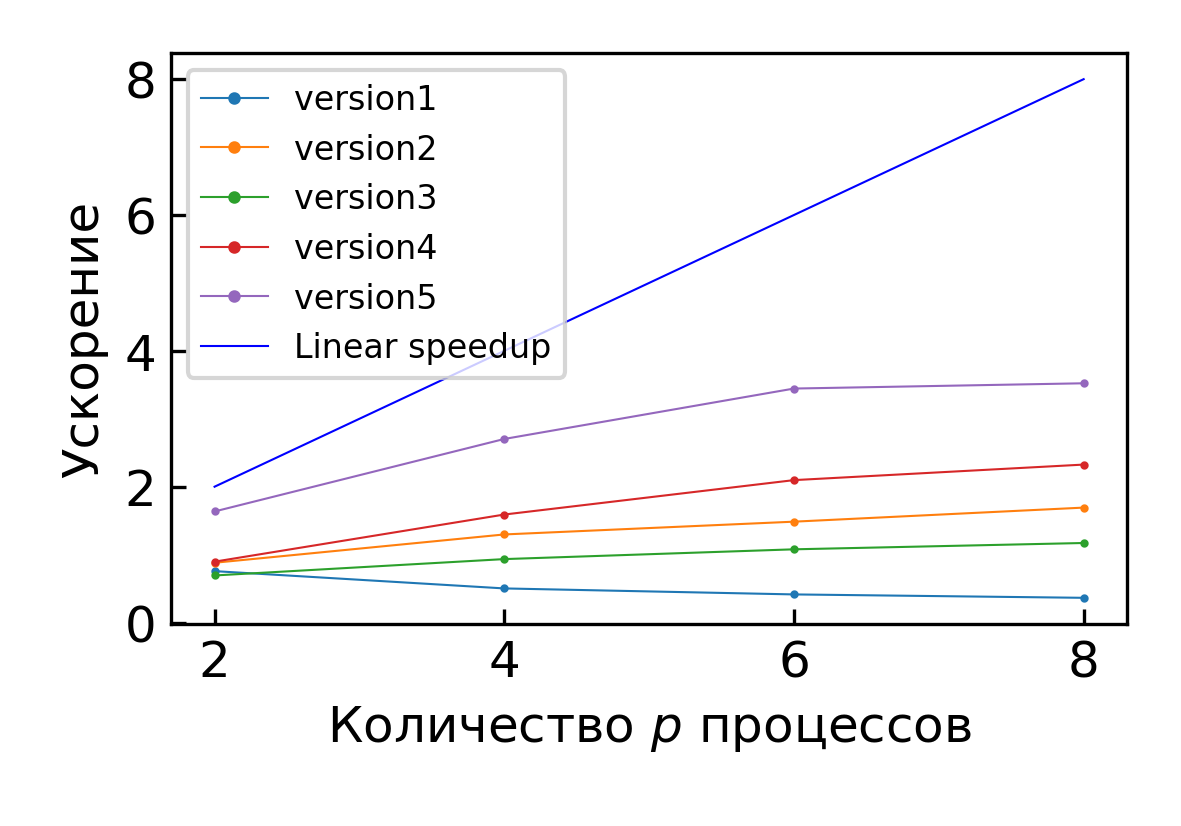 8
6
4
2
0
Ускорение
version1
version2
version3
version4
version5
Linear speedup
2 4 6 8
Количество p процессов